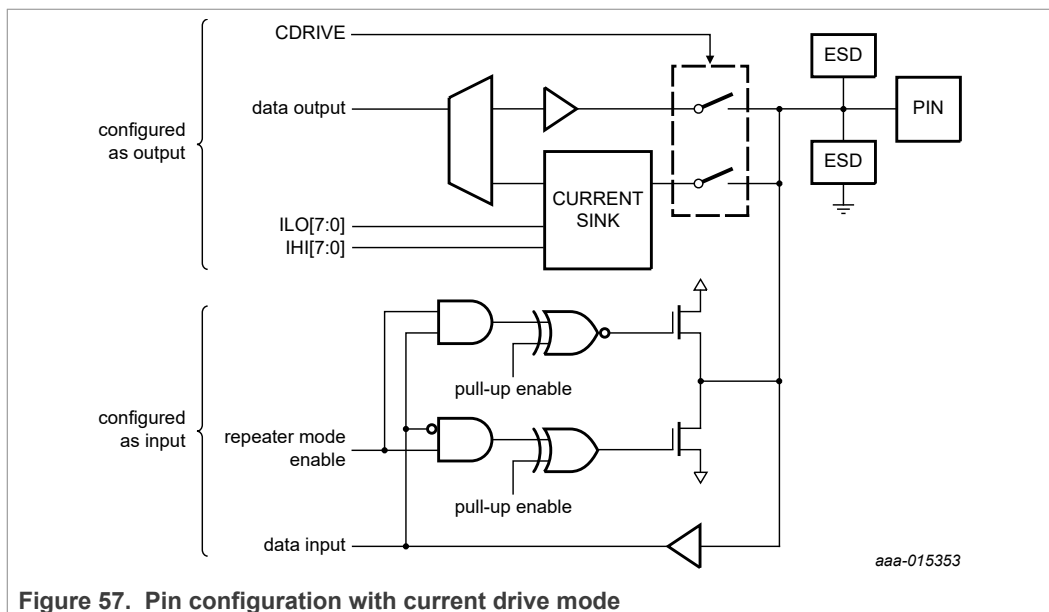 CDRIVE
ESD
data output
PIN
configured
as output
ESD
CURRENT
SINK
ILO[7:0]
IHI[7:0]
pull-up enable
configured
as input
repeater mode
enable
pull-up enable
data input
aaa-015353
Figure 57. Pin configuration with current drive mode